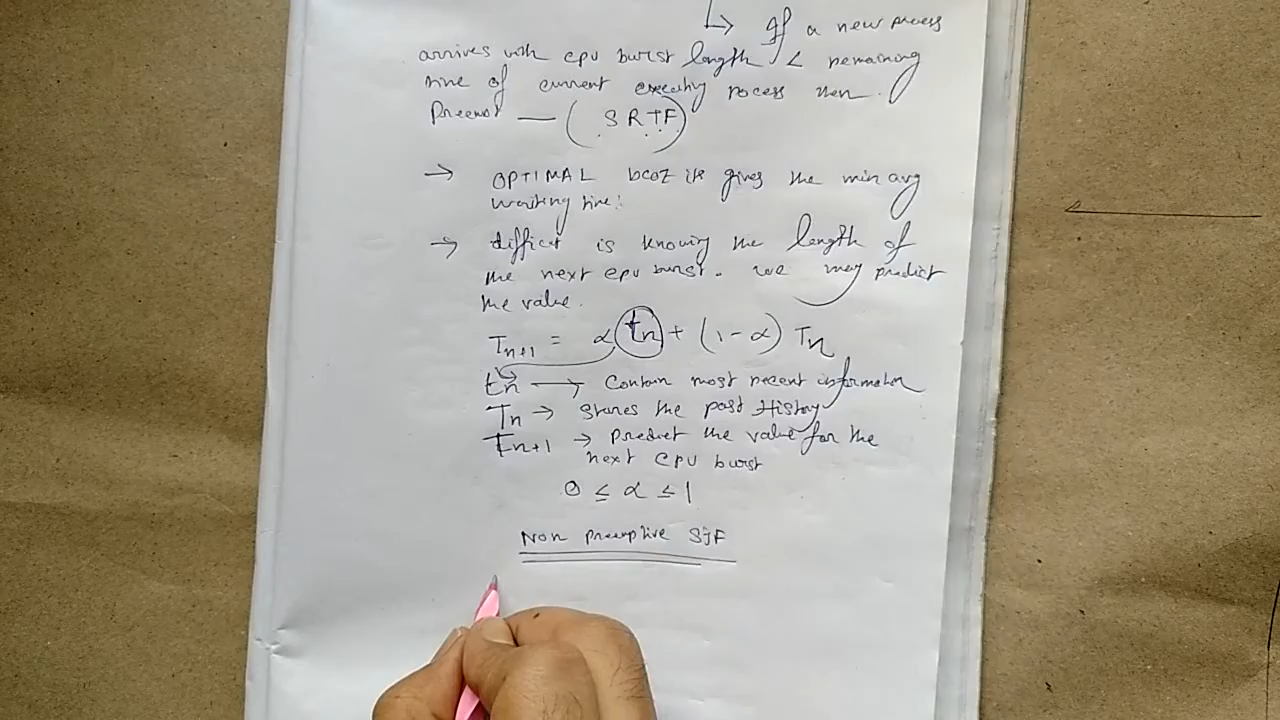 ↳ If a new process
arrives with cpu burst length < remaining
time of current executing pocess then
Preemot — (SRTF)
→ OPTIMAL bcoz it gives the min avg
waiting time.
→ difficut is knowing the length of
the next cpu burst. we may predict
the value.
Tn+1 = α tn + (1-α) Tn
tn → Contain most recent information
Tn → stores the past History
Tn+1 → predict the value for the
next CPU burst
0 ≤ α ≤ 1
Non preemptive SJF